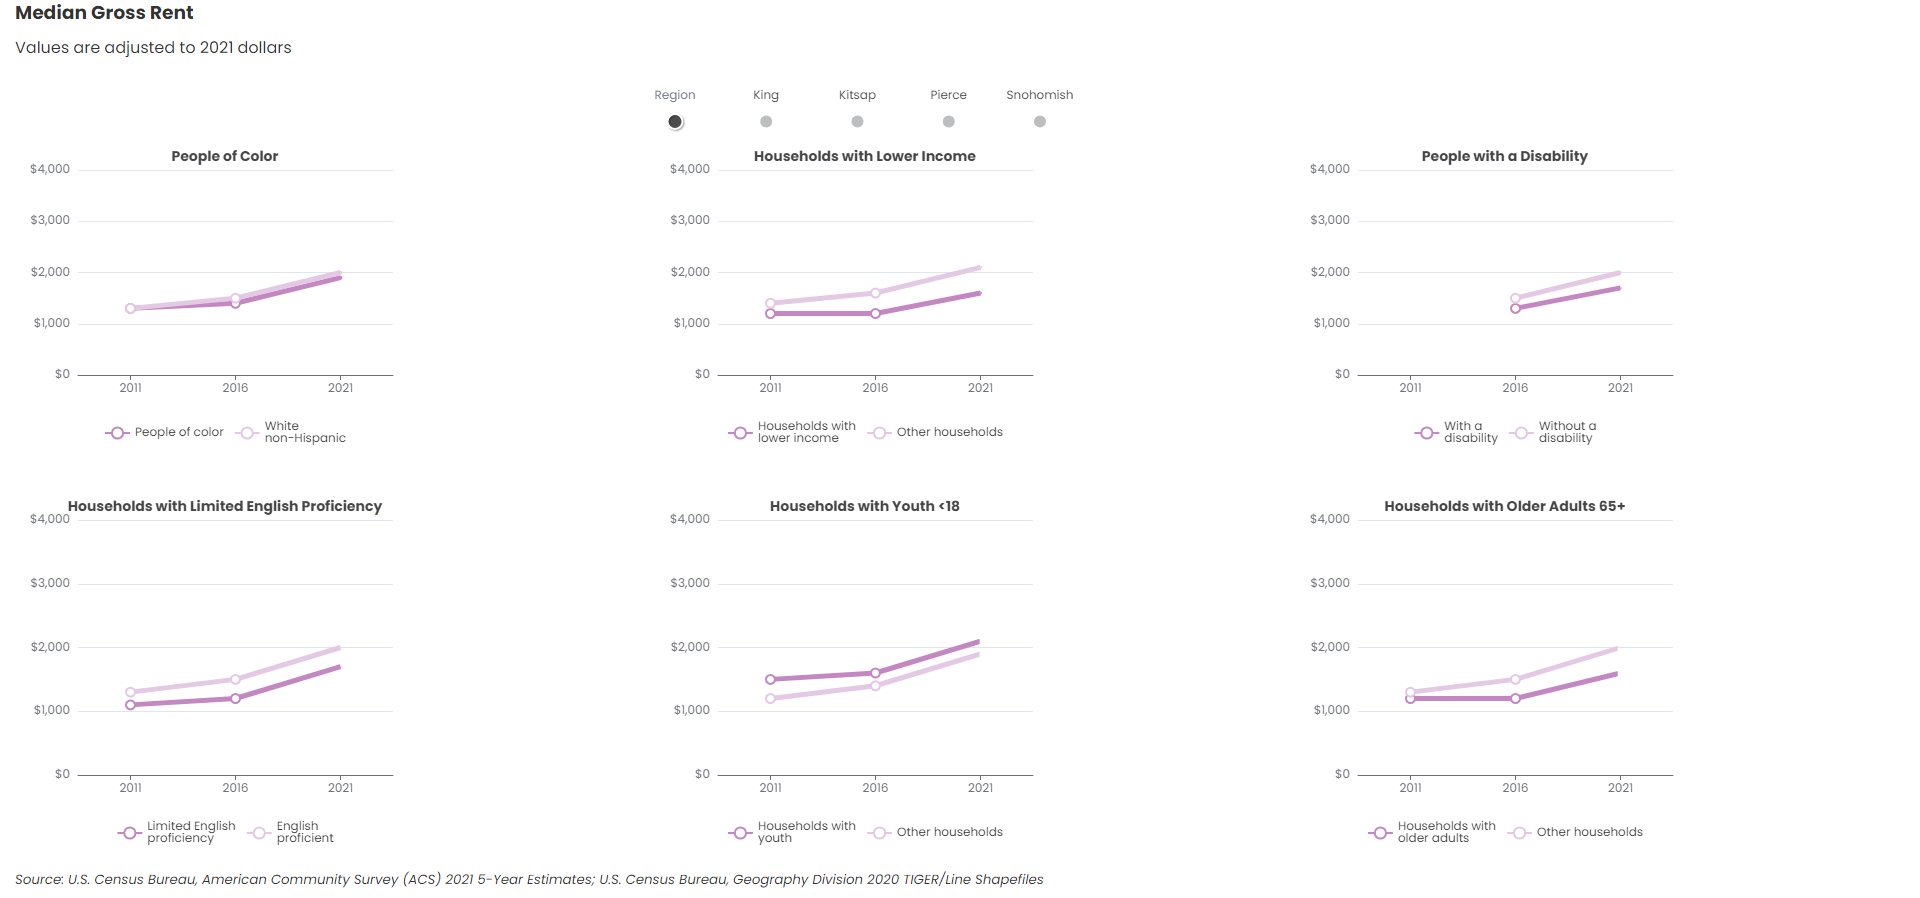 Median Gross Rent
Values are adjusted to 2021 dollars
Region King Kitsap Pierce Snohomish
People of Color
$4,000
$3,000
$2,000
$1,000
$0
2011 2016 2021
People of color
White
non-Hispanic
Households with Lower Income
$4,000
$3,000
$2,000
$1,000
$0
2011 2016 2021
Households with
lower income
Other households
People with a Disability
$4,000
$3,000
$2,000
$1,000
$0
2011 2016 2021
With a
disability
Without a
disability
Households with Limited English Proficiency
$4,000
$3,000
$2,000
$1,000
$0
2011 2016 2021
Limited English
proficiency
English
proficient
Households with Youth <18
$4,000
$3,000
$2,000
$1,000
$0
2011 2016 2021
Households with
youth
Other households
Households with Older Adults 65+
$4,000
$3,000
$2,000
$1,000
$0
2011 2016 2021
Households with
older adults
Other households
Source: U.S. Census Bureau, American Community Survey (ACS) 2021 5-Year Estimates; U.S. Census Bureau, Geography Division 2020 TIGER/Line Shapefiles